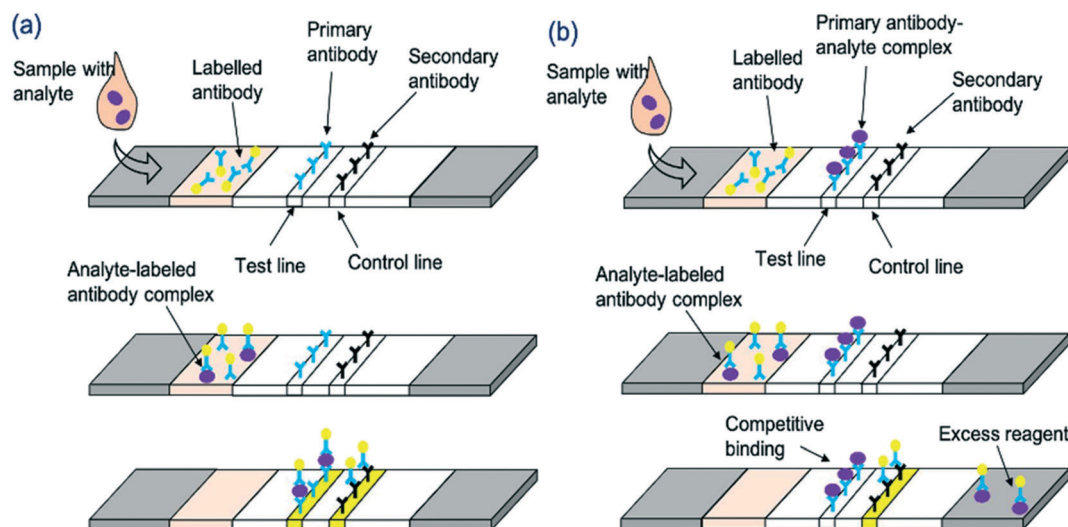 (a)
Sample with
analyte
Labelled
antibody
Primary
antibody
Secondary
antibody
Test line
Control line
Analyte-labeled
antibody complex
(b)
Sample with
analyte
Labelled
antibody
Primary antibody-
analyte complex
Secondary
antibody
Test line
Control line
Analyte-labeled
antibody complex
Competitive
binding
Excess reagent